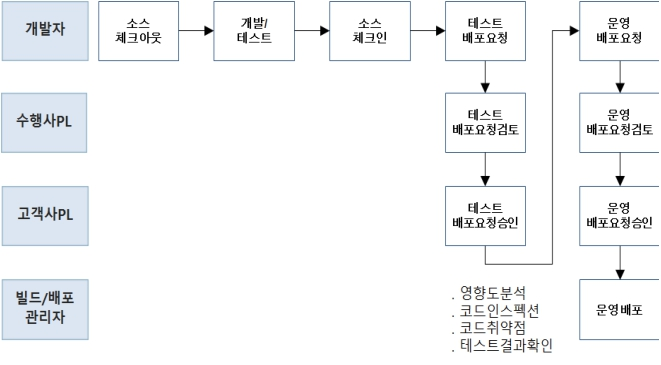 개발자
소스
체크아웃
개발/
테스트
소스
체크인
테스트
배포요청
운영
배포요청
수행사PL
테스트
배포요청검토
운영
배포요청검토
고객사PL
테스트
배포요청승인
운영
배포요청승인
빌드/배포
관리자
. 영향도분석
. 코드인스펙션
. 코드취약점
. 테스트결과확인
운영배포